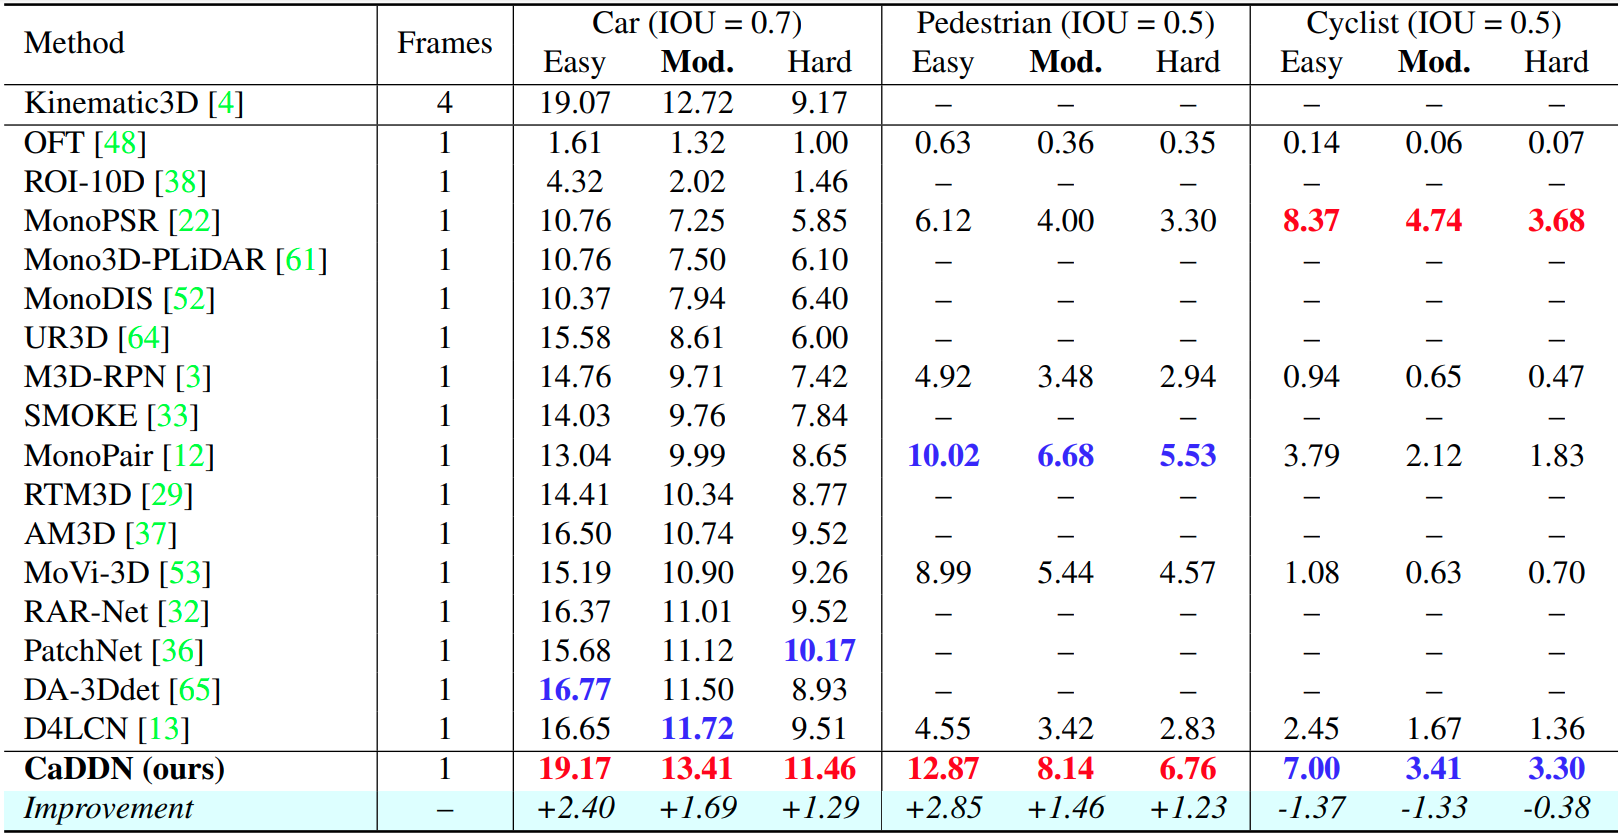 Method Frames Car (IOU = 0.7) Pedestrian (IOU = 0.5) Cyclist (IOU = 0.5)
Easy Mod. Hard Easy Mod. Hard Easy Mod. Hard
Kinematic3D [4] 4 19.07 12.72 9.17 – – – – – –
OFT [48] 1 1.61 1.32 1.00 0.63 0.36 0.35 0.14 0.06 0.07
ROI-10D [38] 1 4.32 2.02 1.46 – – – – – –
MonoPSR [22] 1 10.76 7.25 5.85 6.12 4.00 3.30 8.37 4.74 3.68
Mono3D-PLiDAR [61] 1 10.76 7.50 6.10 – – – – – –
MonoDIS [52] 1 10.37 7.94 6.40 – – – – – –
UR3D [64] 1 15.58 8.61 6.00 – – – – – –
M3D-RPN [3] 1 14.76 9.71 7.42 4.92 3.48 2.94 0.94 0.65 0.47
SMOKE [33] 1 14.03 9.76 7.84 – – – – – –
MonoPair [12] 1 13.04 9.99 8.65 10.02 6.68 5.53 3.79 2.12 1.83
RTM3D [29] 1 14.41 10.34 8.77 – – – – – –
AM3D [37] 1 16.50 10.74 9.52 – – – – – –
MoVi-3D [53] 1 15.19 10.90 9.26 8.99 5.44 4.57 1.08 0.63 0.70
RAR-Net [32] 1 16.37 11.01 9.52 – – – – – –
PatchNet [36] 1 15.68 11.12 10.17 – – – – – –
DA-3Ddet [65] 1 16.77 11.50 8.93 – – – – – –
D4LCN [13] 1 16.65 11.72 9.51 4.55 3.42 2.83 2.45 1.67 1.36
CaDDN (ours) 1 19.17 13.41 11.46 12.87 8.14 6.76 7.00 3.41 3.30
Improvement – +2.40 +1.69 +1.29 +2.85 +1.46 +1.23 -1.37 -1.33 -0.38